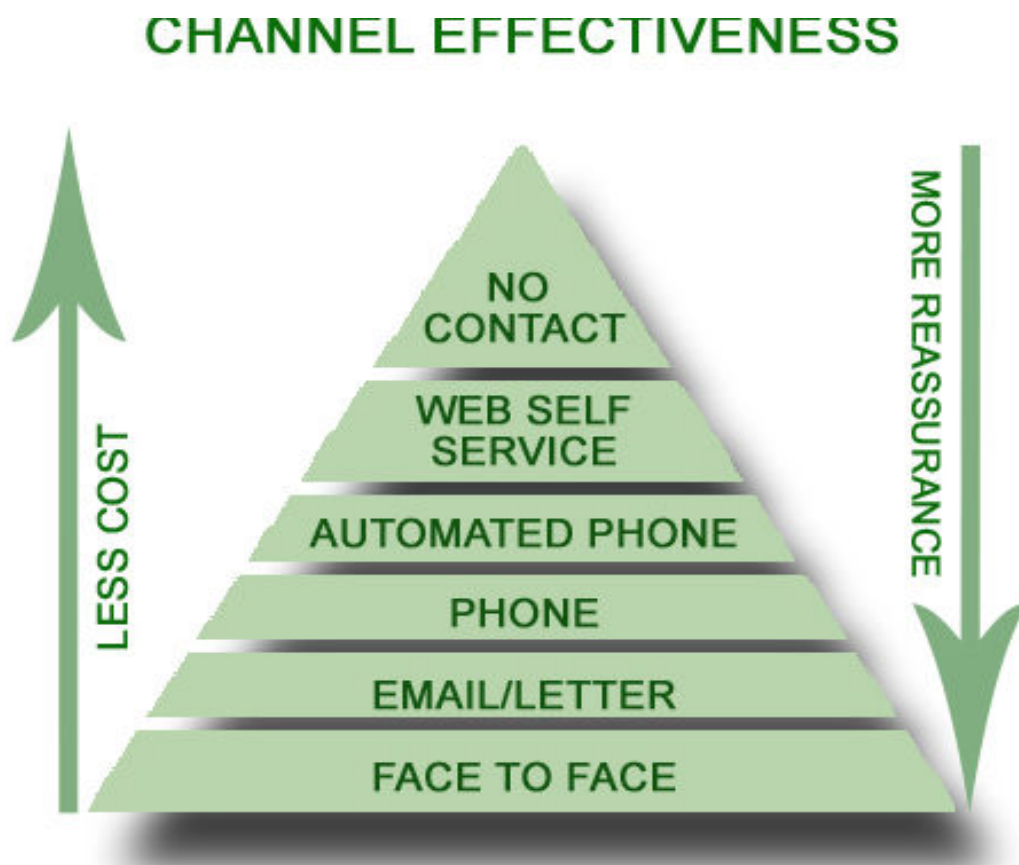 CHANNEL EFFECTIVENESS
NO
CONTACT
WEB SELF
SERVICE
AUTOMATED PHONE
PHONE
EMAIL/LETTER
FACE TO FACE
LESS COST
MORE REASSURANCE